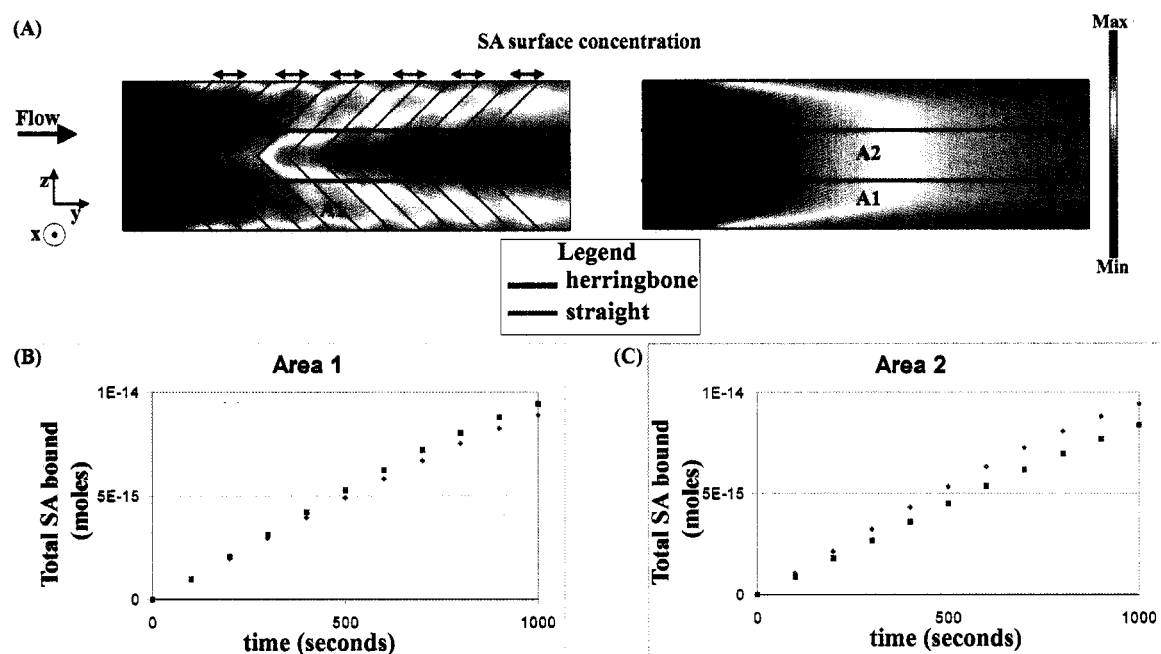 (A)
SA surface concentration
Max
Flow
A2
A1
z
y
x
Min
Legend
herringbone
straight
(B)
Area 1
1E-14
5E-15
0
0
500
1000
Total SA bound
(moles)
time (seconds)
(C)
Area 2
1E-14
5E-15
0
0
500
1000
Total SA bound
(moles)
time (seconds)